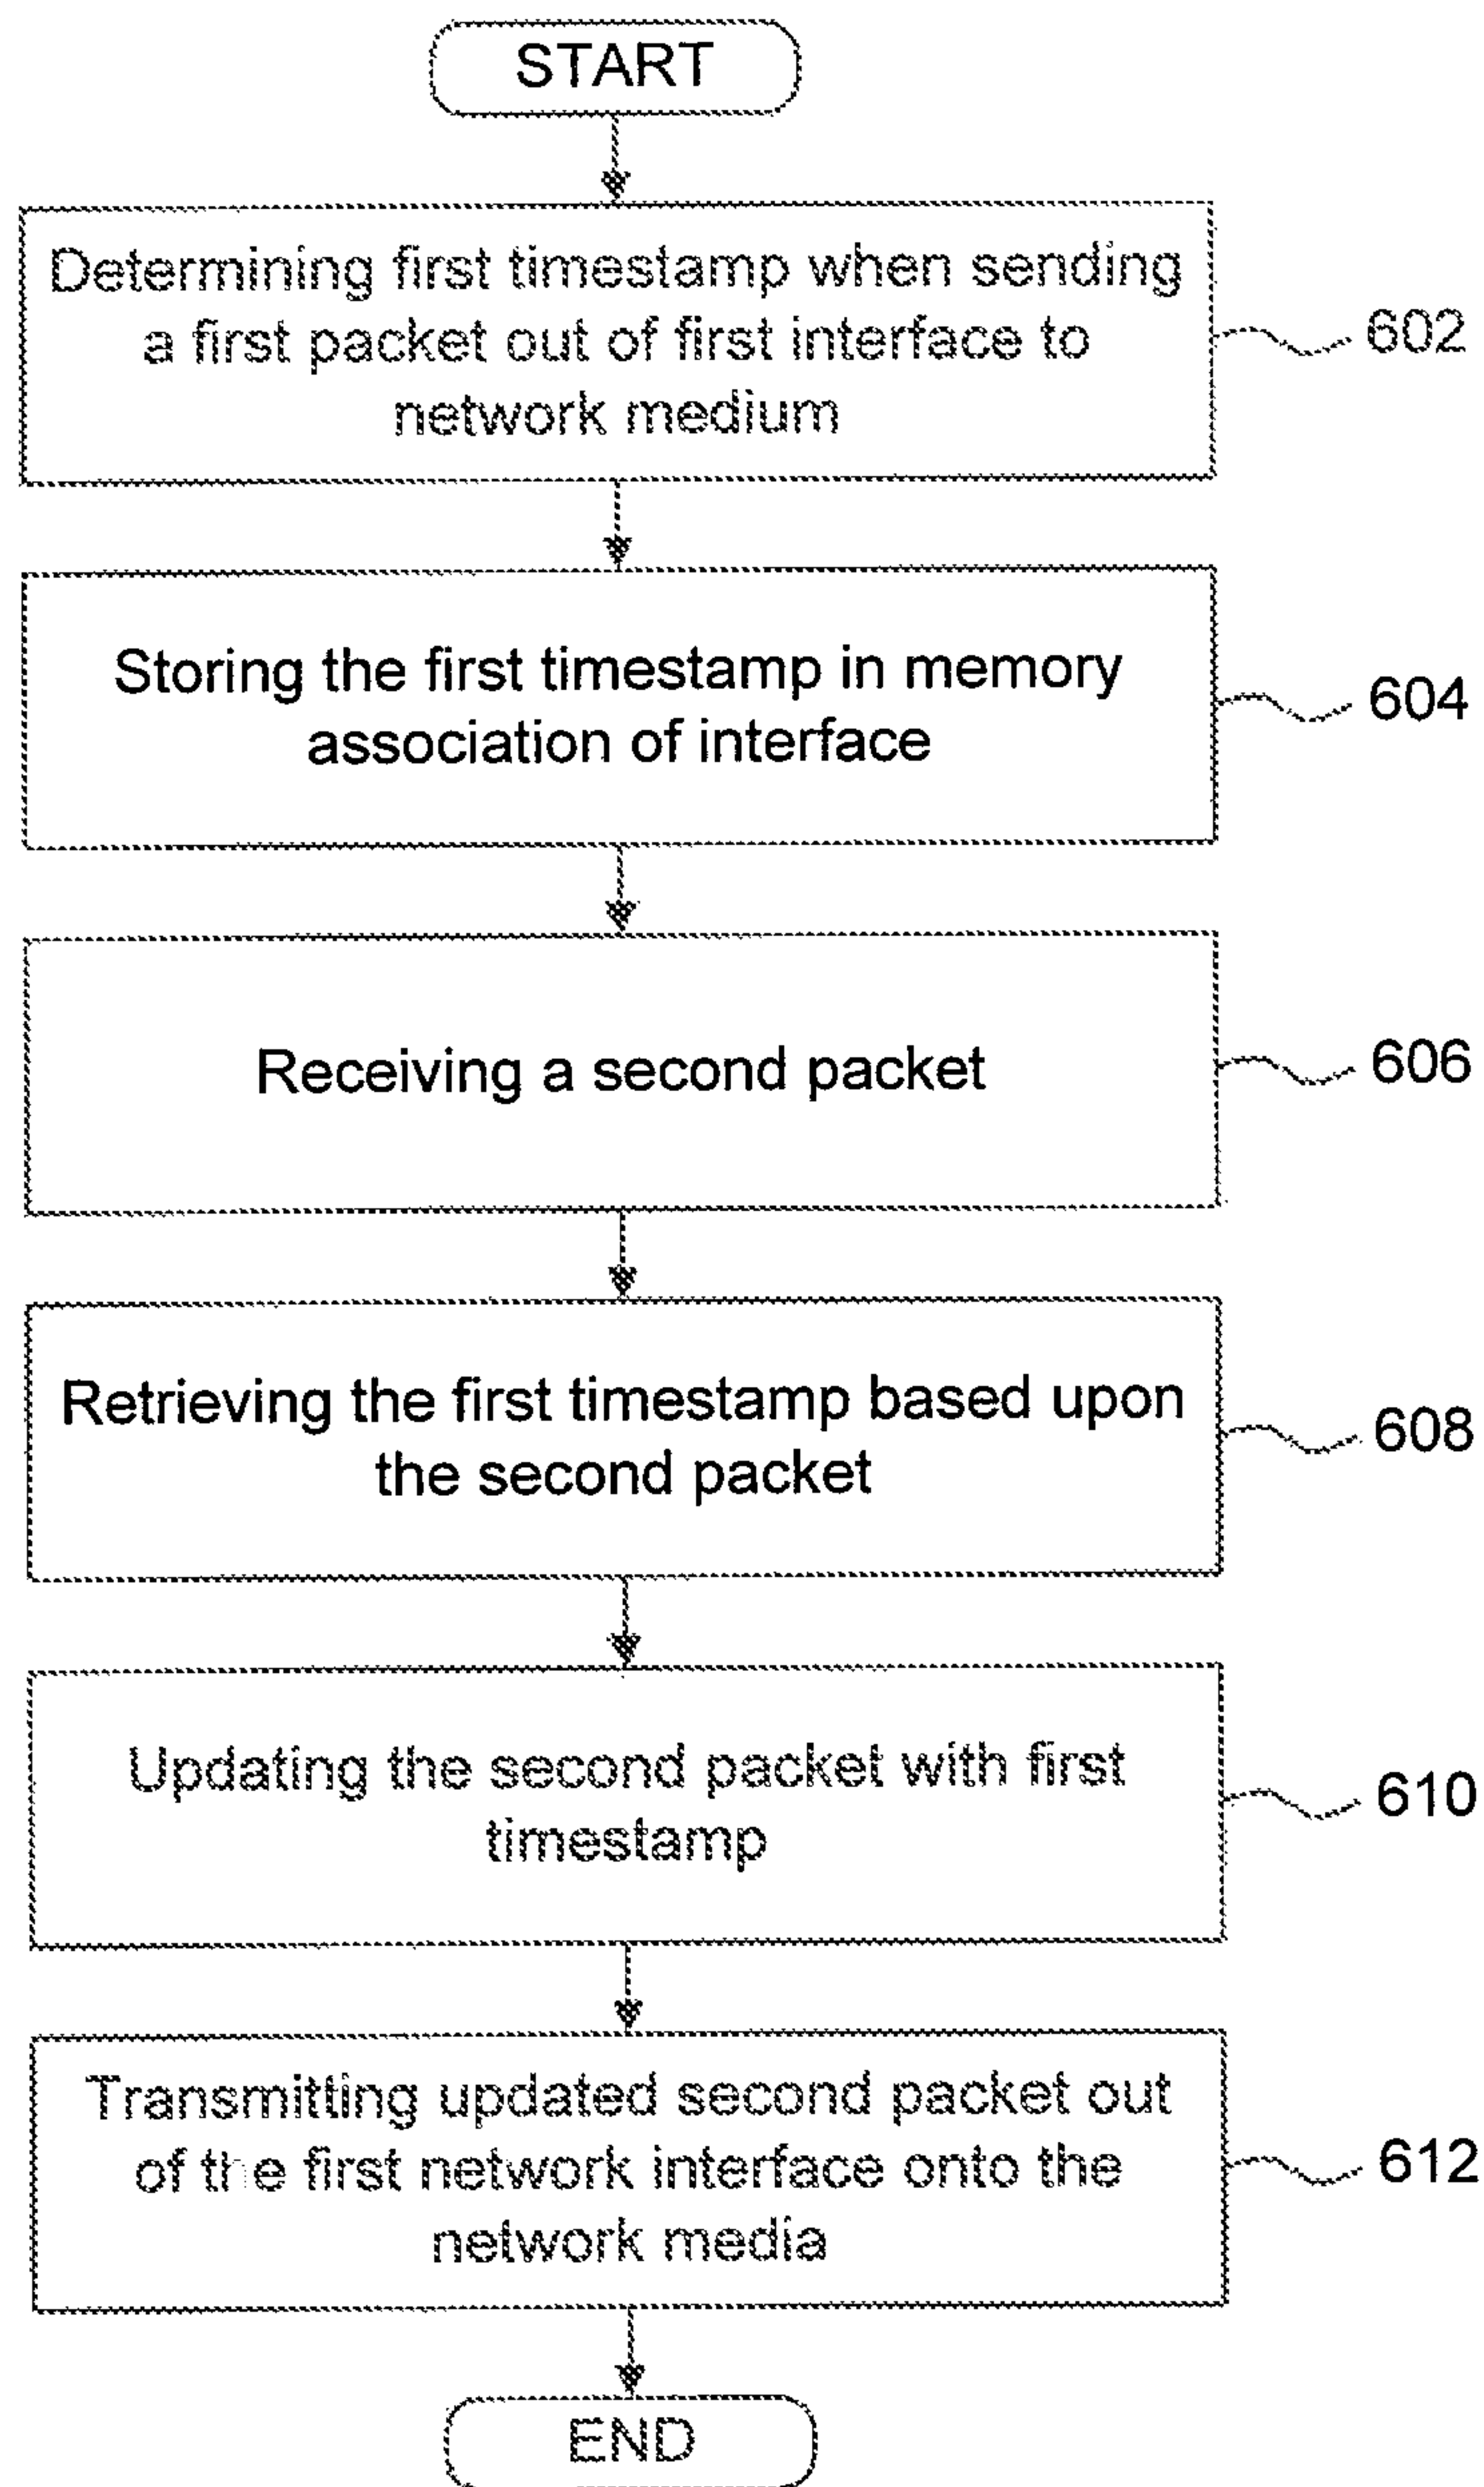 START
Determining first timestamp when sending
a first packet out of first interface to
network medium
602
Storing the first timestamp in memory
association of interface
604
Receiving a second packet
606
Retrieving the first timestamp based upon
the second packet
608
Updating the second packet with first
timestamp
610
Transmitting updated second packet out
of the first network interface onto the
network media
612
END